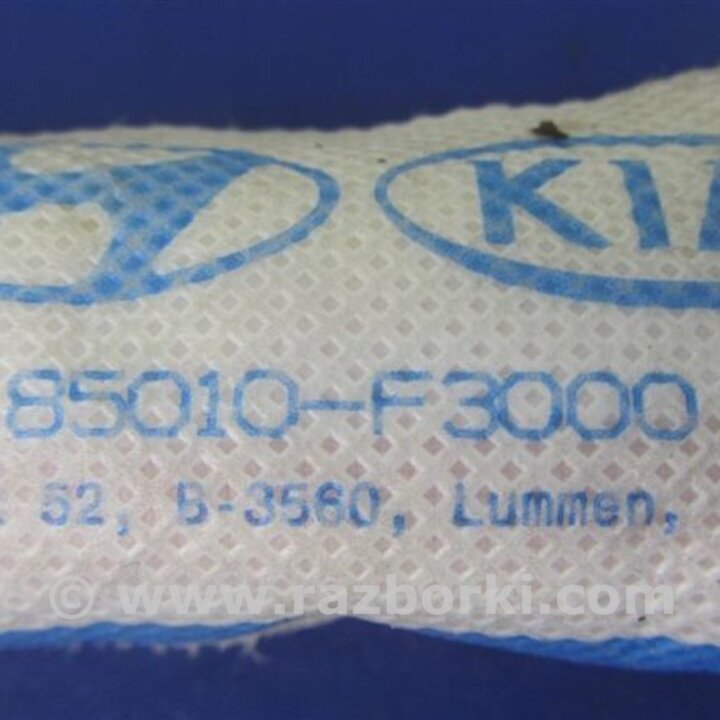 KI
85010-F3000
52, B-3560, Lummen,
© www.razborki.com